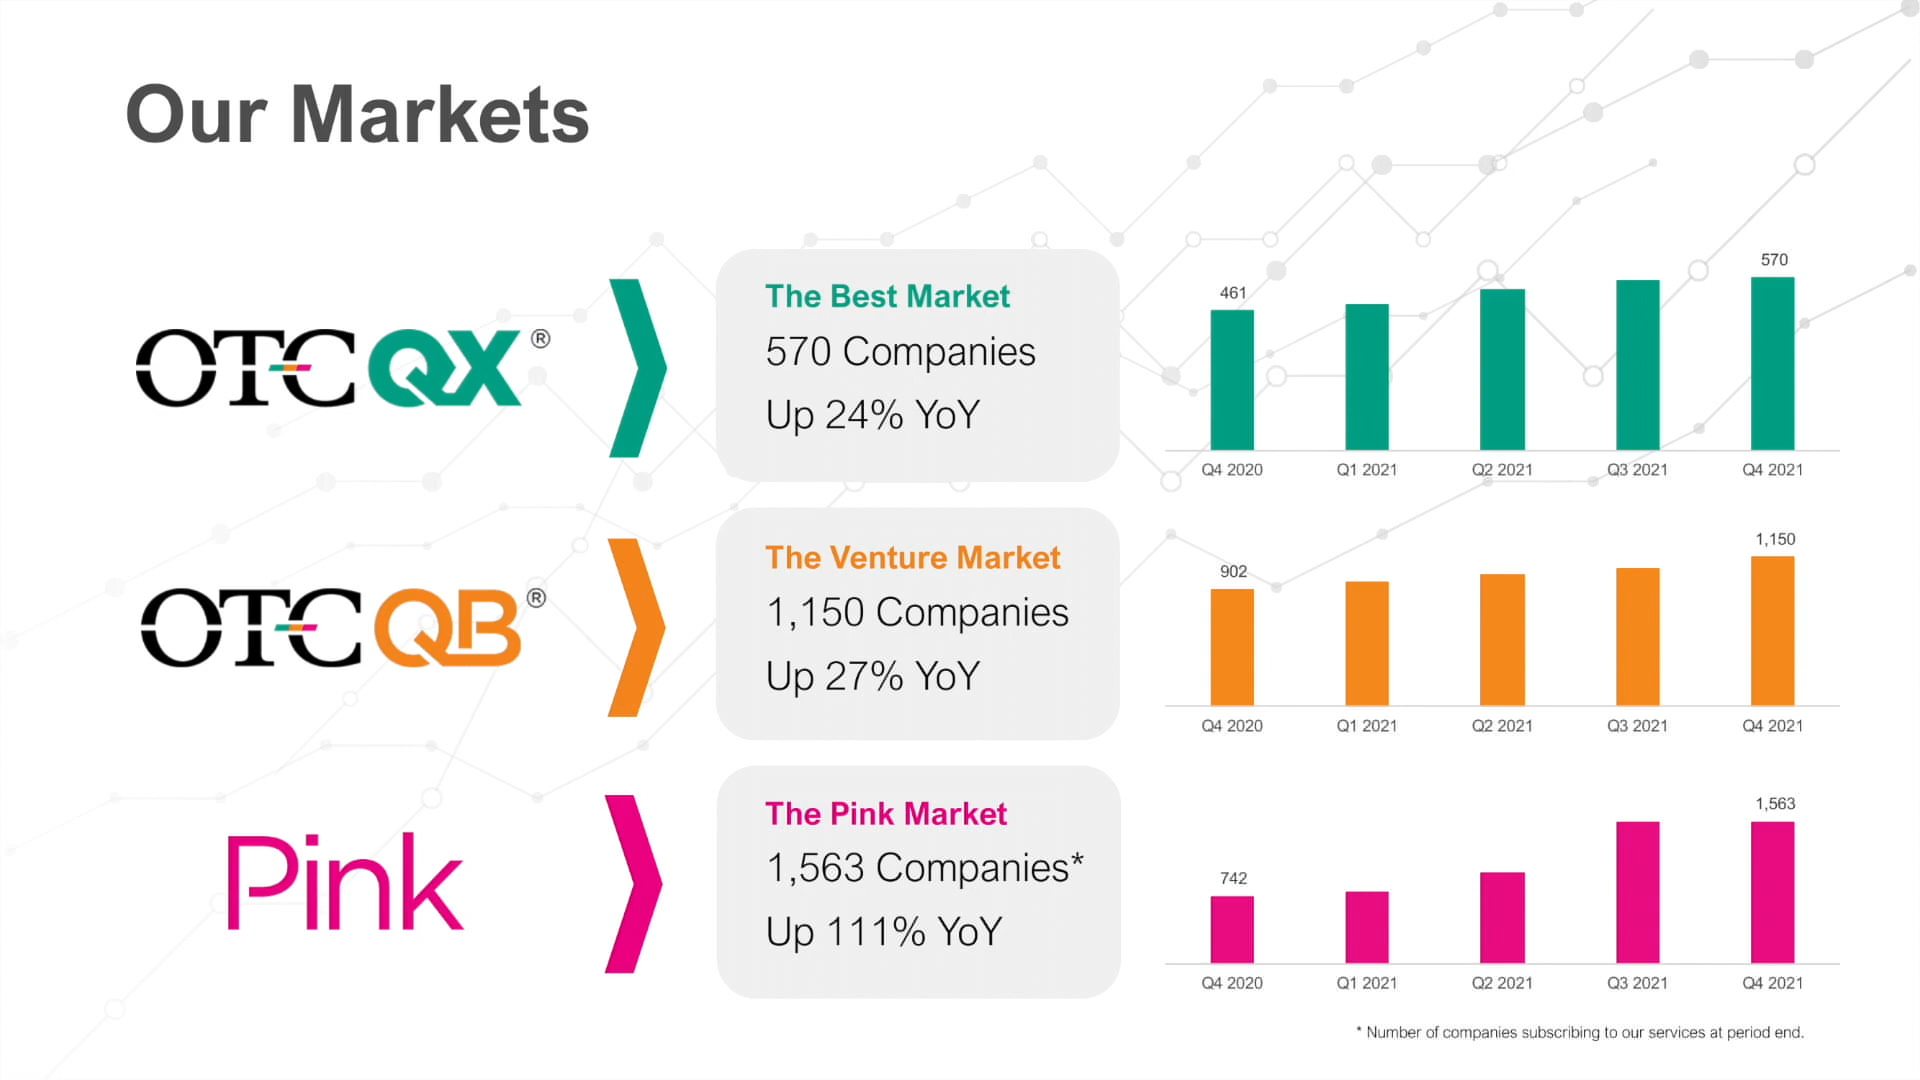 Our Markets
OTCQX®
The Best Market
570 Companies
Up 24% YoY
461
570
Q4 2020 Q1 2021 Q2 2021 Q3 2021 Q4 2021
OTCQB®
The Venture Market
1,150 Companies
Up 27% YoY
902
1,150
Q4 2020 Q1 2021 Q2 2021 Q3 2021 Q4 2021
Pink
The Pink Market
1,563 Companies*
Up 111% YoY
742
1,563
Q4 2020 Q1 2021 Q2 2021 Q3 2021 Q4 2021
* Number of companies subscribing to our services at period end.